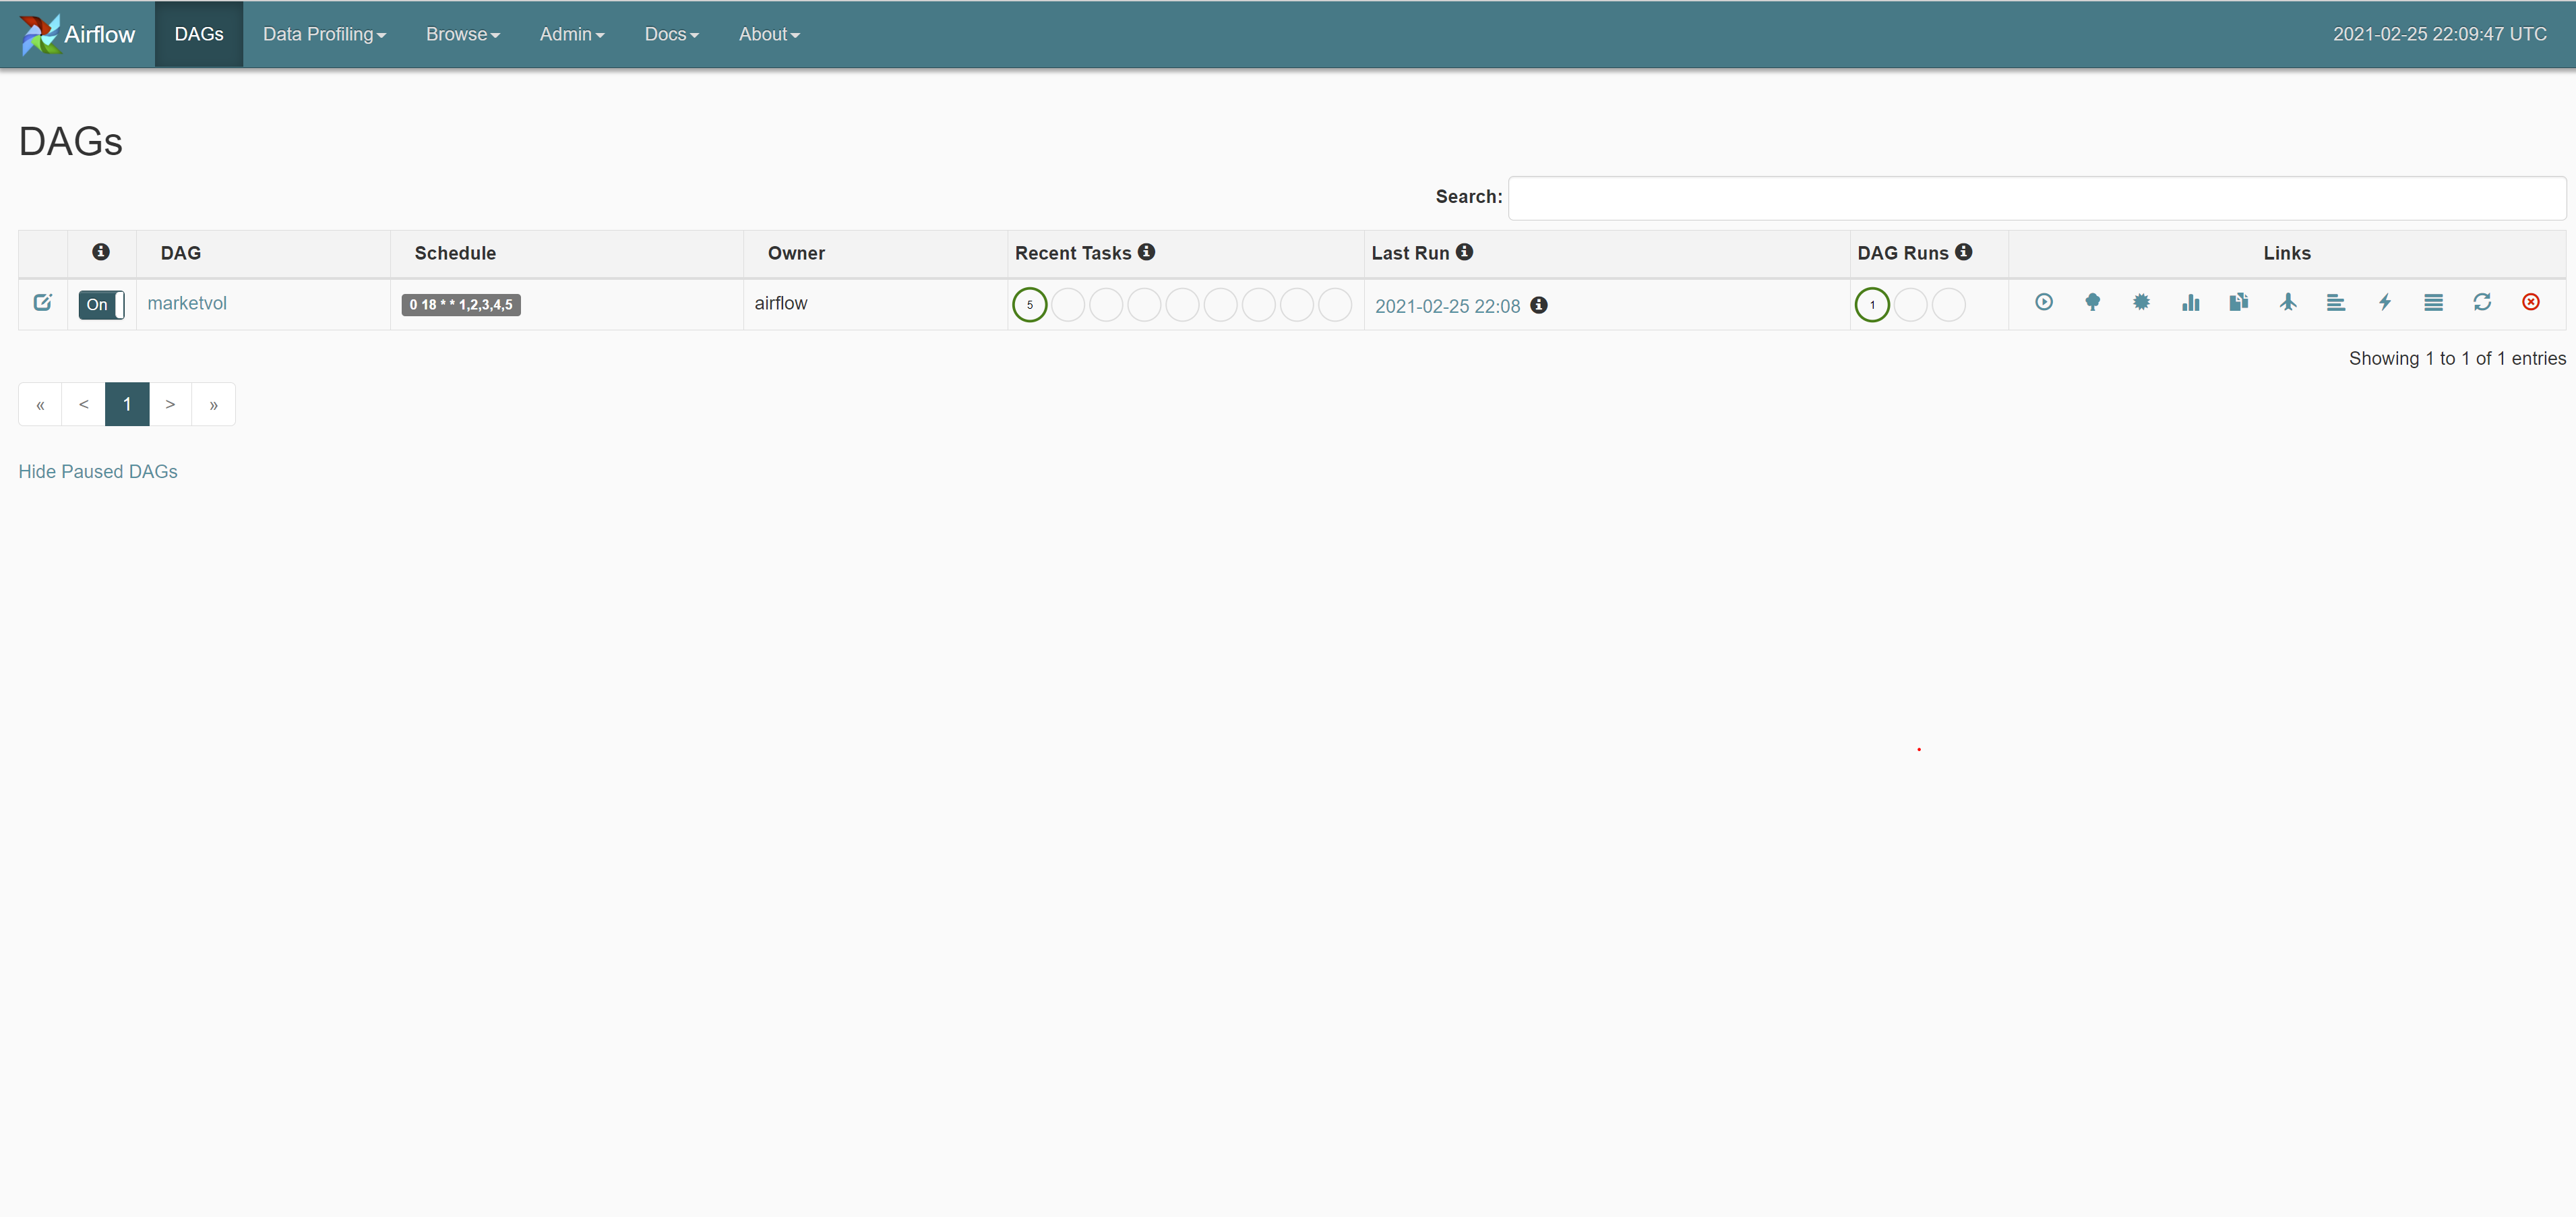 Airflow DAGs Data Profiling Browse Admin Docs About 2021-02-25 22:09:47 UTC
DAGs
Search:
DAG Schedule Owner Recent Tasks Last Run DAG Runs Links
On marketvol 0 18 * * 1,2,3,4,5 airflow 5 2021-02-25 22:08 1
Showing 1 to 1 of 1 entries
« < 1 > »
Hide Paused DAGs